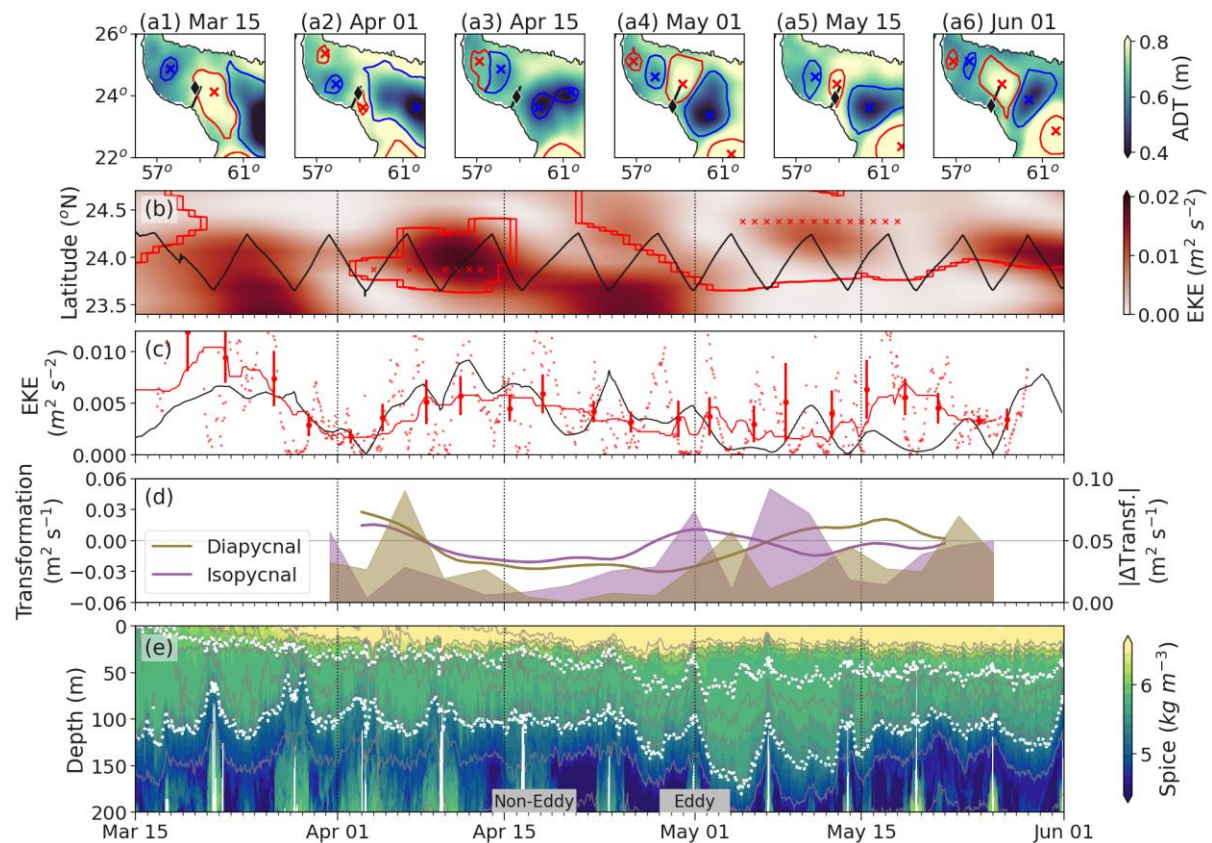 (a1) Mar 15 (a2) Apr 01 (a3) Apr 15 (a4) May 01 (a5) May 15 (a6) Jun 01
26°
24°
22°
57° 61° 57° 61° 57° 61° 57° 61° 57° 61° 57° 61°
0.8
0.4
ADT (m)
(b)
Latitude (°N)
24.5
24.0
23.5
0.02
0.01
0.00
EKE (m² s⁻²)
(c)
EKE
(m² s⁻²)
0.010
0.005
0.000
(d)
Transformation
(m² s⁻¹)
0.06
0.03
0.00
−0.03
−0.06
Diapycnal
Isopycnal
0.10
0.05
0.00
|ΔTransf.|
(m² s⁻¹)
(e)
Depth (m)
0
50
100
150
200
Non-Eddy
Eddy
6
5
Spice (kg m⁻³)
Mar 15 Apr 01 Apr 15 May 01 May 15 Jun 01